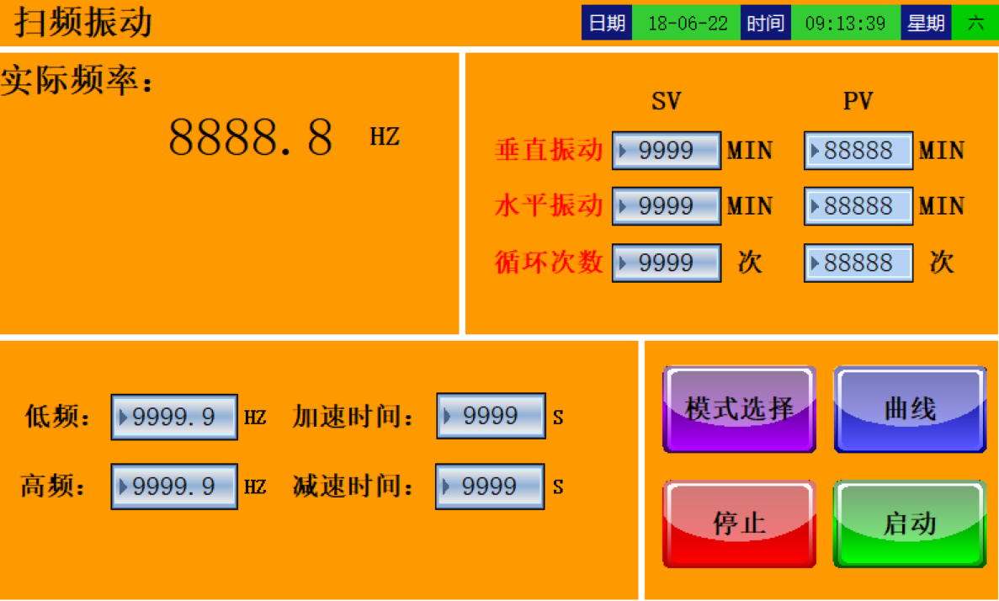 扫频振动 日期 18-06-22 时间 09:13:39 星期 六
实际频率:
8888.8 HZ
SV PV
垂直振动 9999 MIN 88888 MIN
水平振动 9999 MIN 88888 MIN
循环次数 9999 次 88888 次
低频: 9999.9 HZ 加速时间: 9999 S
高频: 9999.9 HZ 减速时间: 9999 S
模式选择 曲线
停止 启动